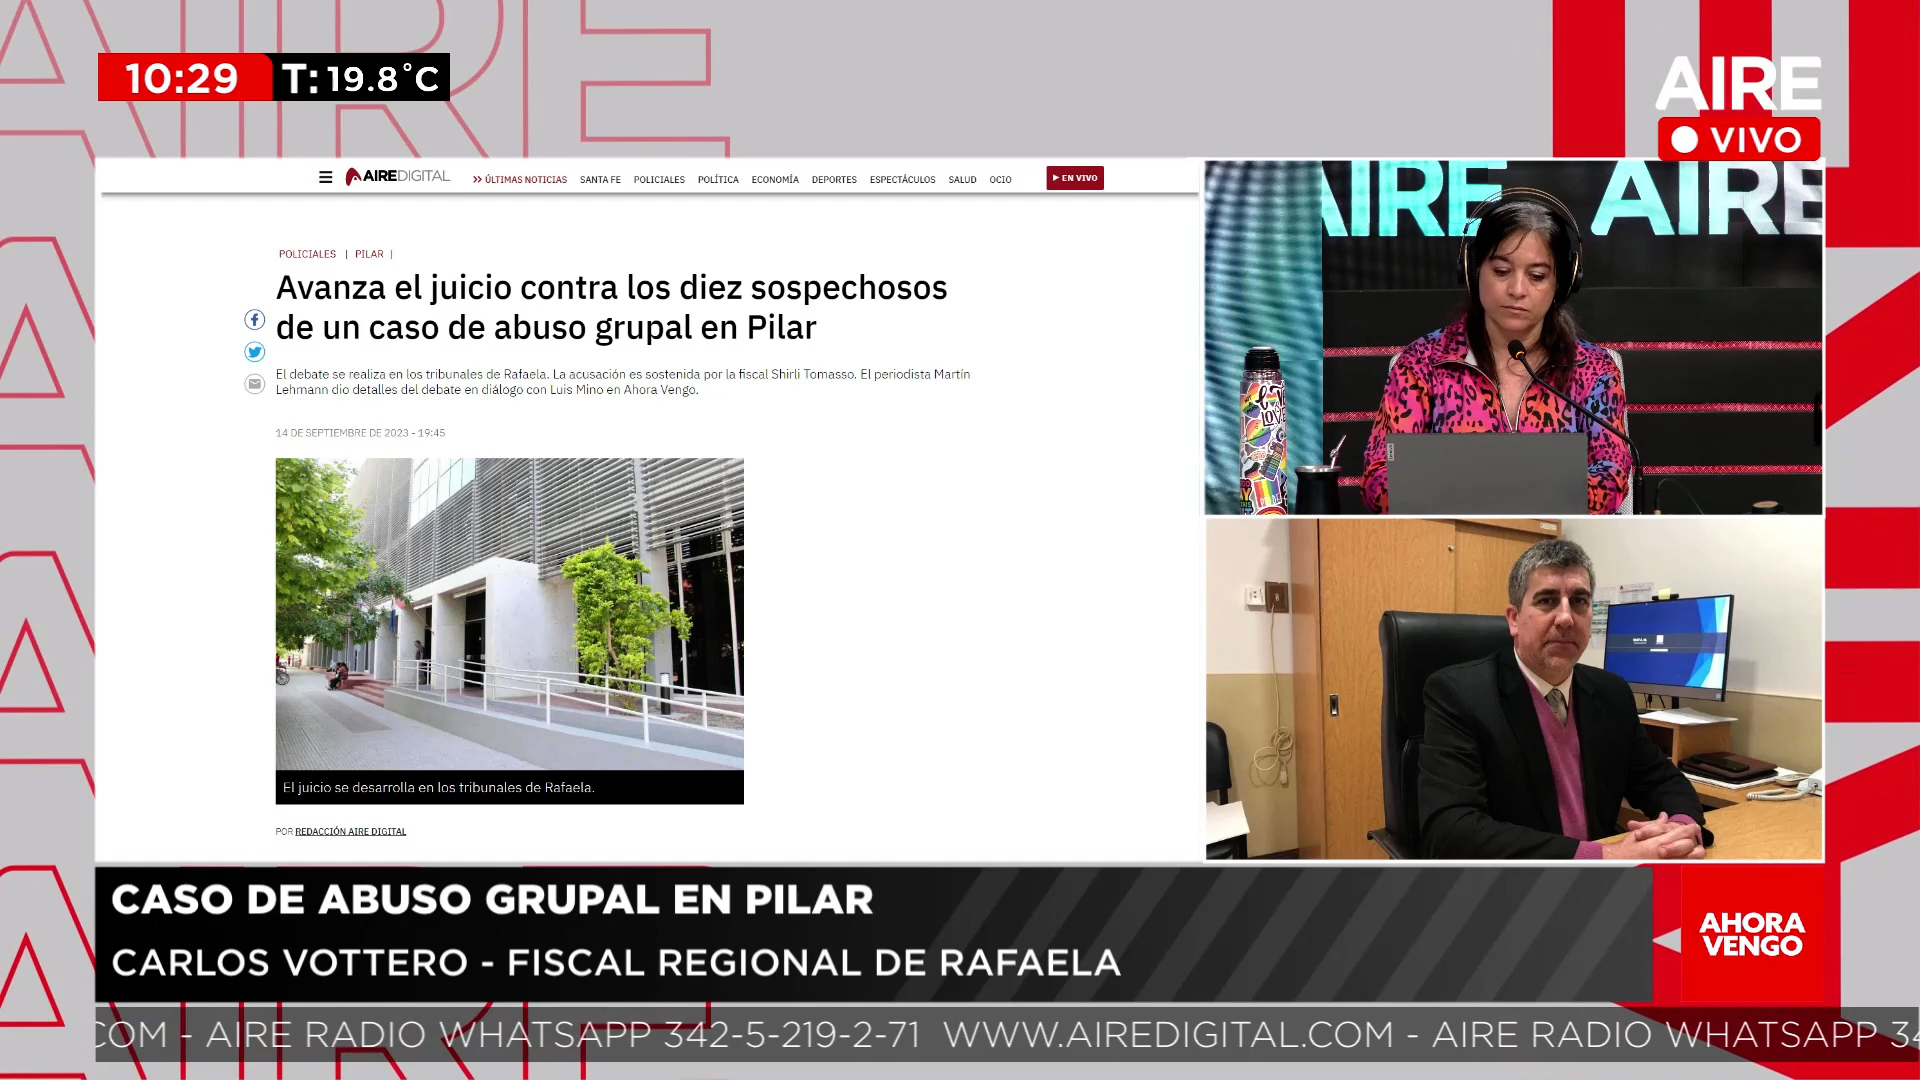 10:29 T: 19.8°C
AIRE
VIVO
AIREDIGITAL
ÚLTIMAS NOTICIAS SANTA FE POLICIALES POLÍTICA ECONOMÍA DEPORTES ESPECTÁCULOS SALUD OCIO EN VIVO
POLICIALES | PILAR |
Avanza el juicio contra los diez sospechosos
de un caso de abuso grupal en Pilar
El debate se realiza en los tribunales de Rafaela. La acusación es sostenida por la fiscal Shirli Tomasso. El periodista Martín
Lehmann dio detalles del debate en diálogo con Luis Mino en Ahora Vengo.
14 DE SEPTIEMBRE DE 2023 - 19:45
El juicio se desarrolla en los tribunales de Rafaela.
POR REDACCIÓN AIRE DIGITAL
AIRE AIRE
CASO DE ABUSO GRUPAL EN PILAR
CARLOS VOTTERO - FISCAL REGIONAL DE RAFAELA
AHORA
VENGO
COM - AIRE RADIO WHATSAPP 342-5-219-2-71 WWW.AIREDIGITAL.COM - AIRE RADIO WHATSAPP 34